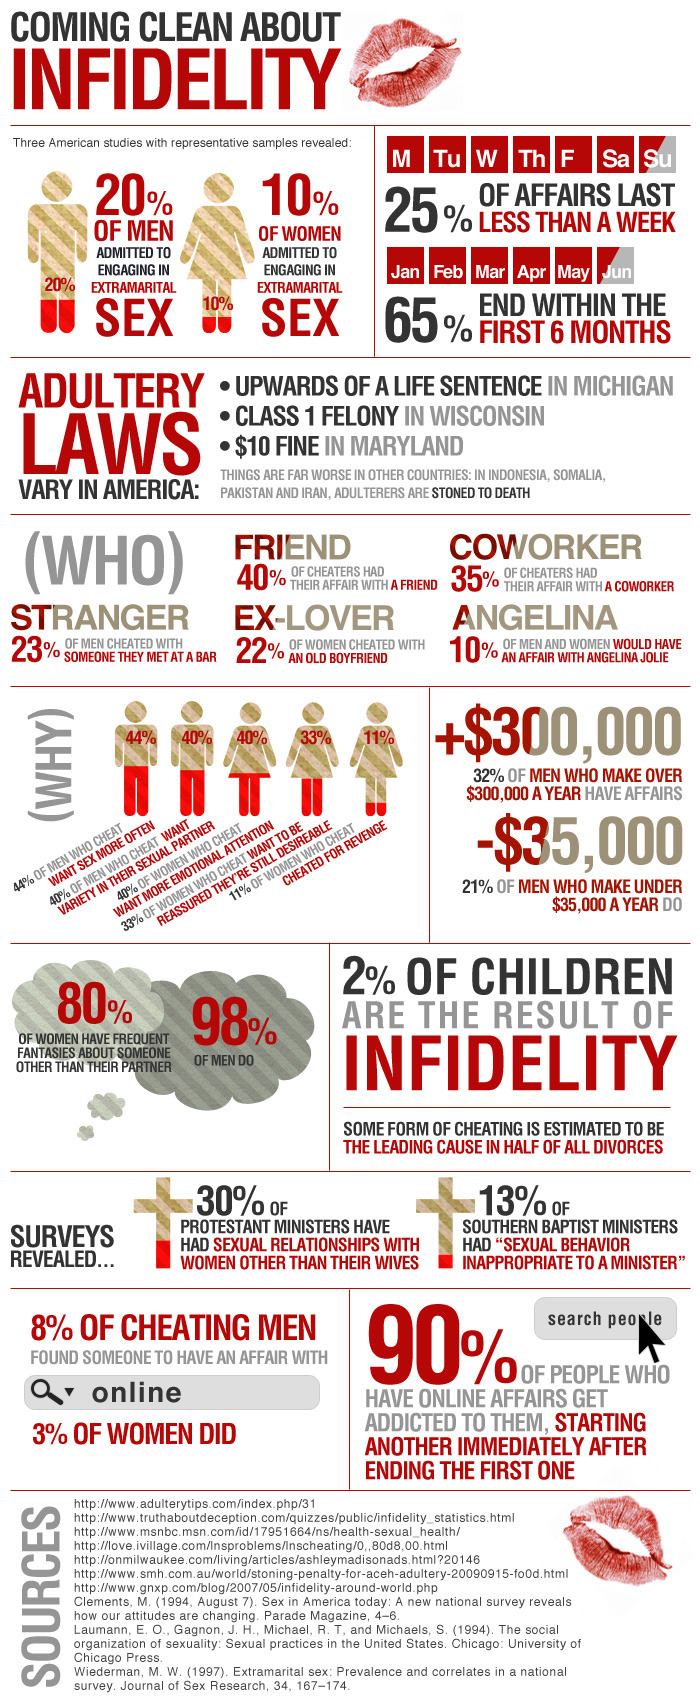 COMING CLEAN ABOUT
INFIDELITY
Three American studies with representative samples revealed:
20%
OF MEN
ADMITTED TO
ENGAGING IN
EXTRAMARITAL
SEX
20%
10%
OF WOMEN
ADMITTED TO
ENGAGING IN
EXTRAMARITAL
SEX
10%
M Tu W Th F Sa Su
25% OF AFFAIRS LAST
LESS THAN A WEEK
Jan Feb Mar Apr May Jun
65% END WITHIN THE
FIRST 6 MONTHS
ADULTERY
LAWS
VARY IN AMERICA:
• UPWARDS OF A LIFE SENTENCE IN MICHIGAN
• CLASS 1 FELONY IN WISCONSIN
• $10 FINE IN MARYLAND
THINGS ARE FAR WORSE IN OTHER COUNTRIES: IN INDONESIA, SOMALIA,
PAKISTAN AND IRAN, ADULTERERS ARE STONED TO DEATH
(WHO)
FRIEND
40% OF CHEATERS HAD
THEIR AFFAIR WITH A FRIEND
COWORKER
35% OF CHEATERS HAD
THEIR AFFAIR WITH A COWORKER
STRANGER
23% OF MEN CHEATED WITH
SOMEONE THEY MET AT A BAR
EX-LOVER
22% OF WOMEN CHEATED WITH
AN OLD BOYFRIEND
ANGELINA
10% OF MEN AND WOMEN WOULD HAVE
AN AFFAIR WITH ANGELINA JOLIE
(WHY)
44% 40% 40% 33% 11%
44% OF MEN WHO CHEAT
WANT SEX MORE OFTEN
40% OF MEN WHO CHEAT WANT
VARIETY IN THEIR SEXUAL PARTNER
40% OF WOMEN WHO CHEAT
WANT MORE EMOTIONAL ATTENTION
33% OF WOMEN WHO CHEAT WANT TO BE
REASSURED THEY'RE STILL DESIREABLE
11% OF WOMEN WHO CHEAT
CHEATED FOR REVENGE
+$300,000
32% OF MEN WHO MAKE OVER
$300,000 A YEAR HAVE AFFAIRS
-$35,000
21% OF MEN WHO MAKE UNDER
$35,000 A YEAR DO
80%
OF WOMEN HAVE FREQUENT
FANTASIES ABOUT SOMEONE
OTHER THAN THEIR PARTNER
98%
OF MEN DO
2% OF CHILDREN
ARE THE RESULT OF
INFIDELITY
SOME FORM OF CHEATING IS ESTIMATED TO BE
THE LEADING CAUSE IN HALF OF ALL DIVORCES
SURVEYS
REVEALED...
30% OF
PROTESTANT MINISTERS HAVE
HAD SEXUAL RELATIONSHIPS WITH
WOMEN OTHER THAN THEIR WIVES
13% OF
SOUTHERN BAPTIST MINISTERS
HAD “SEXUAL BEHAVIOR
INAPPROPRIATE TO A MINISTER”
8% OF CHEATING MEN
FOUND SOMEONE TO HAVE AN AFFAIR WITH
online
3% OF WOMEN DID
search people
90% OF PEOPLE WHO
HAVE ONLINE AFFAIRS GET
ADDICTED TO THEM, STARTING
ANOTHER IMMEDIATELY AFTER
ENDING THE FIRST ONE
SOURCES
http://www.adulterytips.com/index.php/31
http://www.truthaboutdeception.com/quizzes/public/infidelity_statistics.html
http://www.msnbc.msn.com/id/17951664/ns/health-sexual_health/
http://love.ivillage.com/lnsproblems/lnscheating/0,,80d8,00.html
http://onmilwaukee.com/living/articles/ashleymadisonads.html?20146
http://www.smh.com.au/world/stoning-penalty-for-aceh-adultery-20090915-fo0d.html
http://www.gnxp.com/blog/2007/05/infidelity-around-world.php
Clements, M. (1994, August 7). Sex in America today: A new national survey reveals
how our attitudes are changing. Parade Magazine, 4–6.
Laumann, E. O., Gagnon, J. H., Michael, R. T, and Michaels, S. (1994). The social
organization of sexuality: Sexual practices in the United States. Chicago: University of
Chicago Press.
Wiederman, M. W. (1997). Extramarital sex: Prevalence and correlates in a national
survey. Journal of Sex Research, 34, 167–174.